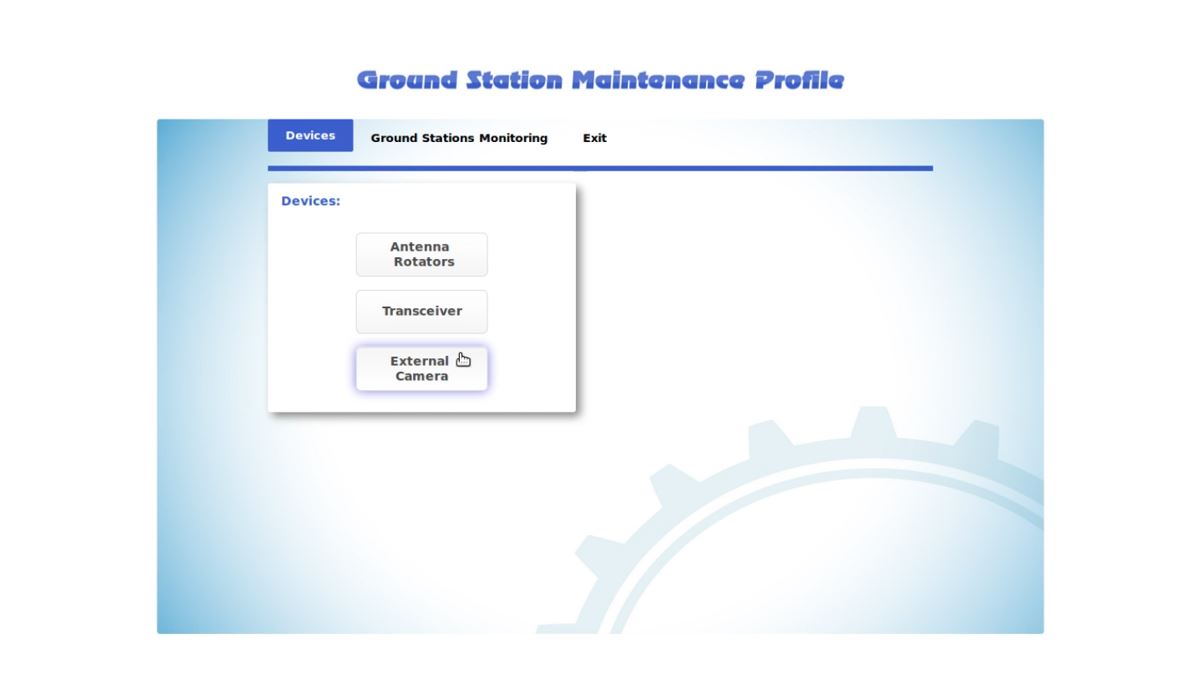 Ground Station Maintenance Profile
Devices
Ground Stations Monitoring
Exit
Devices:
Antenna
Rotators
Transceiver
External
Camera